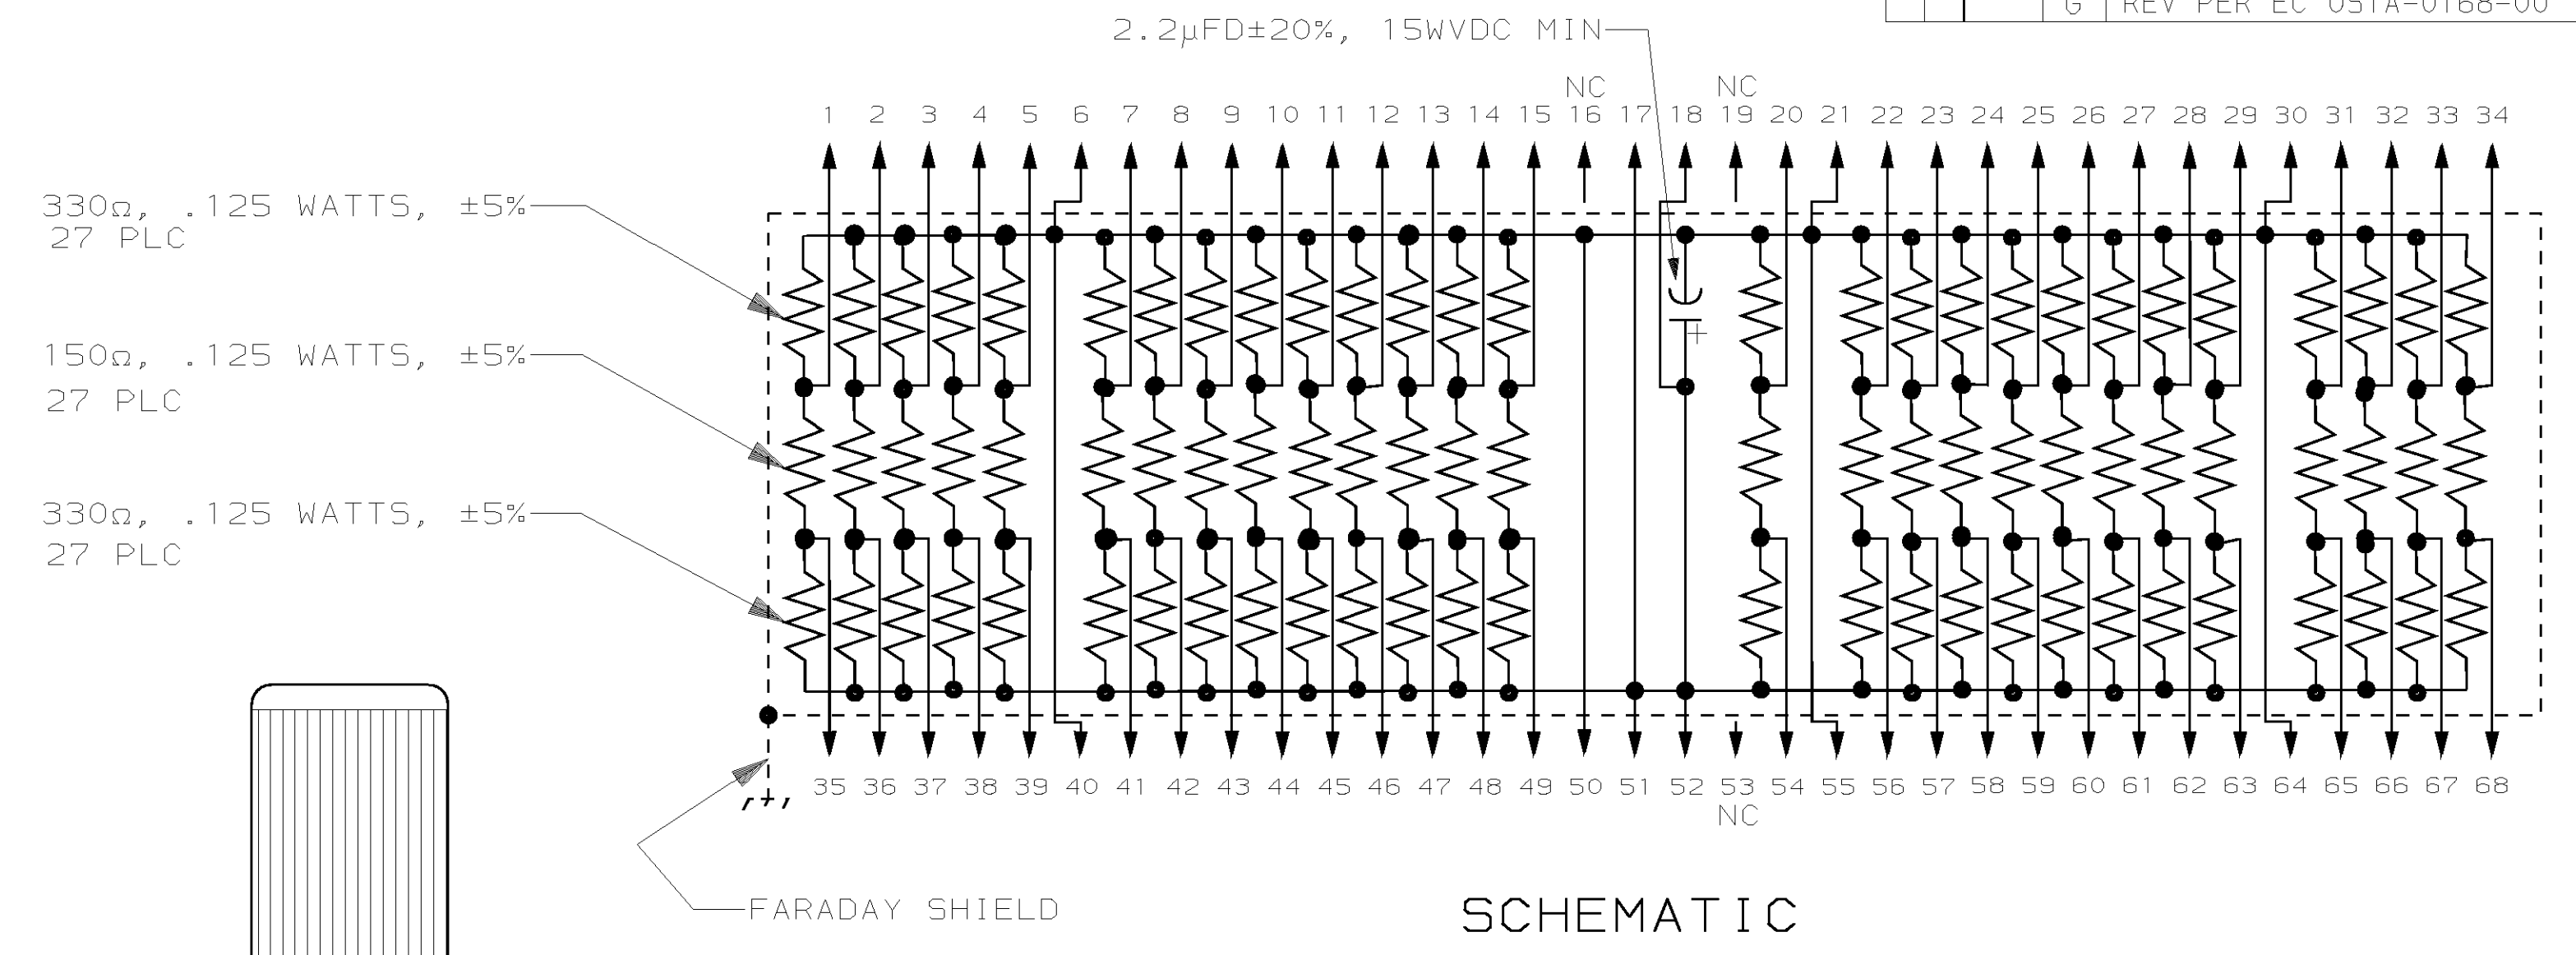 G REV PER EC 0STA-0168-00
2.2µFD±20%, 15WVDC MIN
NC NC
1 2 3 4 5 6 7 8 9 10 11 12 13 14 15 16 17 18 19 20 21 22 23 24 25 26 27 28 29 30 31 32 33 34
330Ω, .125 WATTS, ±5%
27 PLC
+
150Ω, .125 WATTS, ±5%
27 PLC
330Ω, .125 WATTS, ±5%
27 PLC
35 36 37 38 39 40 41 42 43 44 45 46 47 48 49 50 51 52 53 54 55 56 57 58 59 60 61 62 63 64 65 66 67 68
NC
FARADAY SHIELD
SCHEMATIC